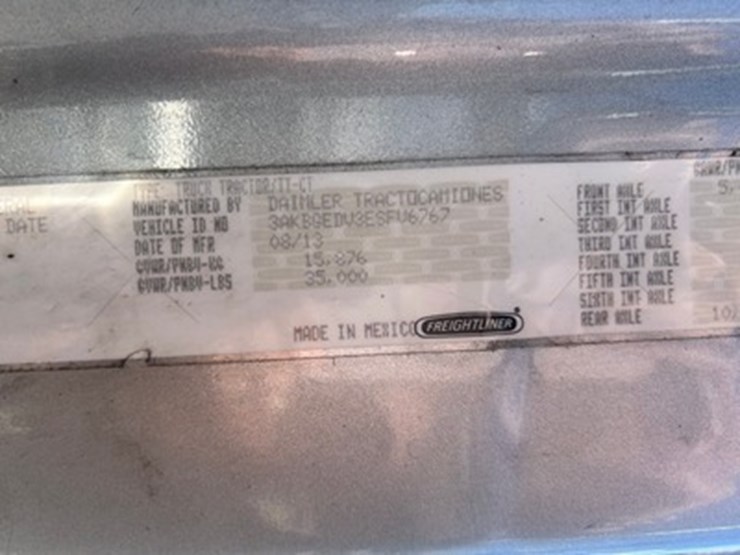 TYPE: TRUCK TRACTOR/TT-CT
DATE
MANUFACTURED BY DAIMLER TRACTOCAMIONES
VEHICLE ID NO 3AKBGEDV3ESFV6767
DATE OF MFR 08/13
GVWR/PNBV-KG 15,876
GVWR/PNBV-LBS 35,000
MADE IN MEXICO FREIGHTLINER
FRONT AXLE
FIRST INT AXLE
SECOND INT AXLE
THIRD INT AXLE
FOURTH INT AXLE
FIFTH INT AXLE
SIXTH INT AXLE
REAR AXLE